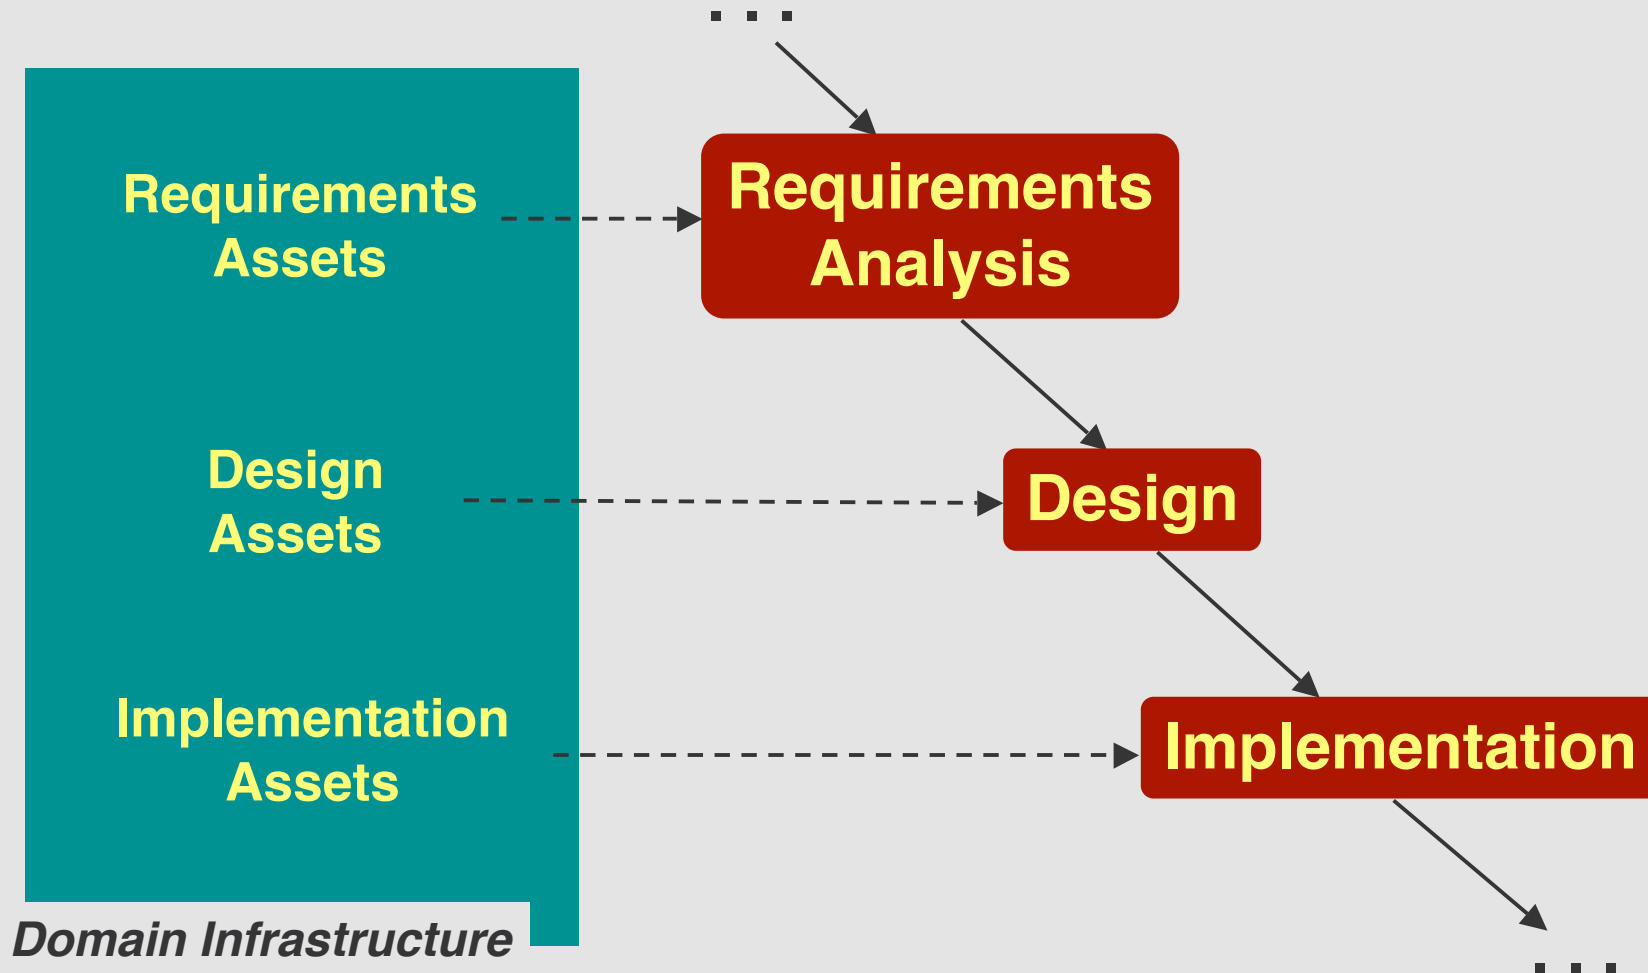 . . .
Requirements
Assets
Requirements
Analysis
Design
Assets
Design
Implementation
Assets
Implementation
Domain Infrastructure
. . .